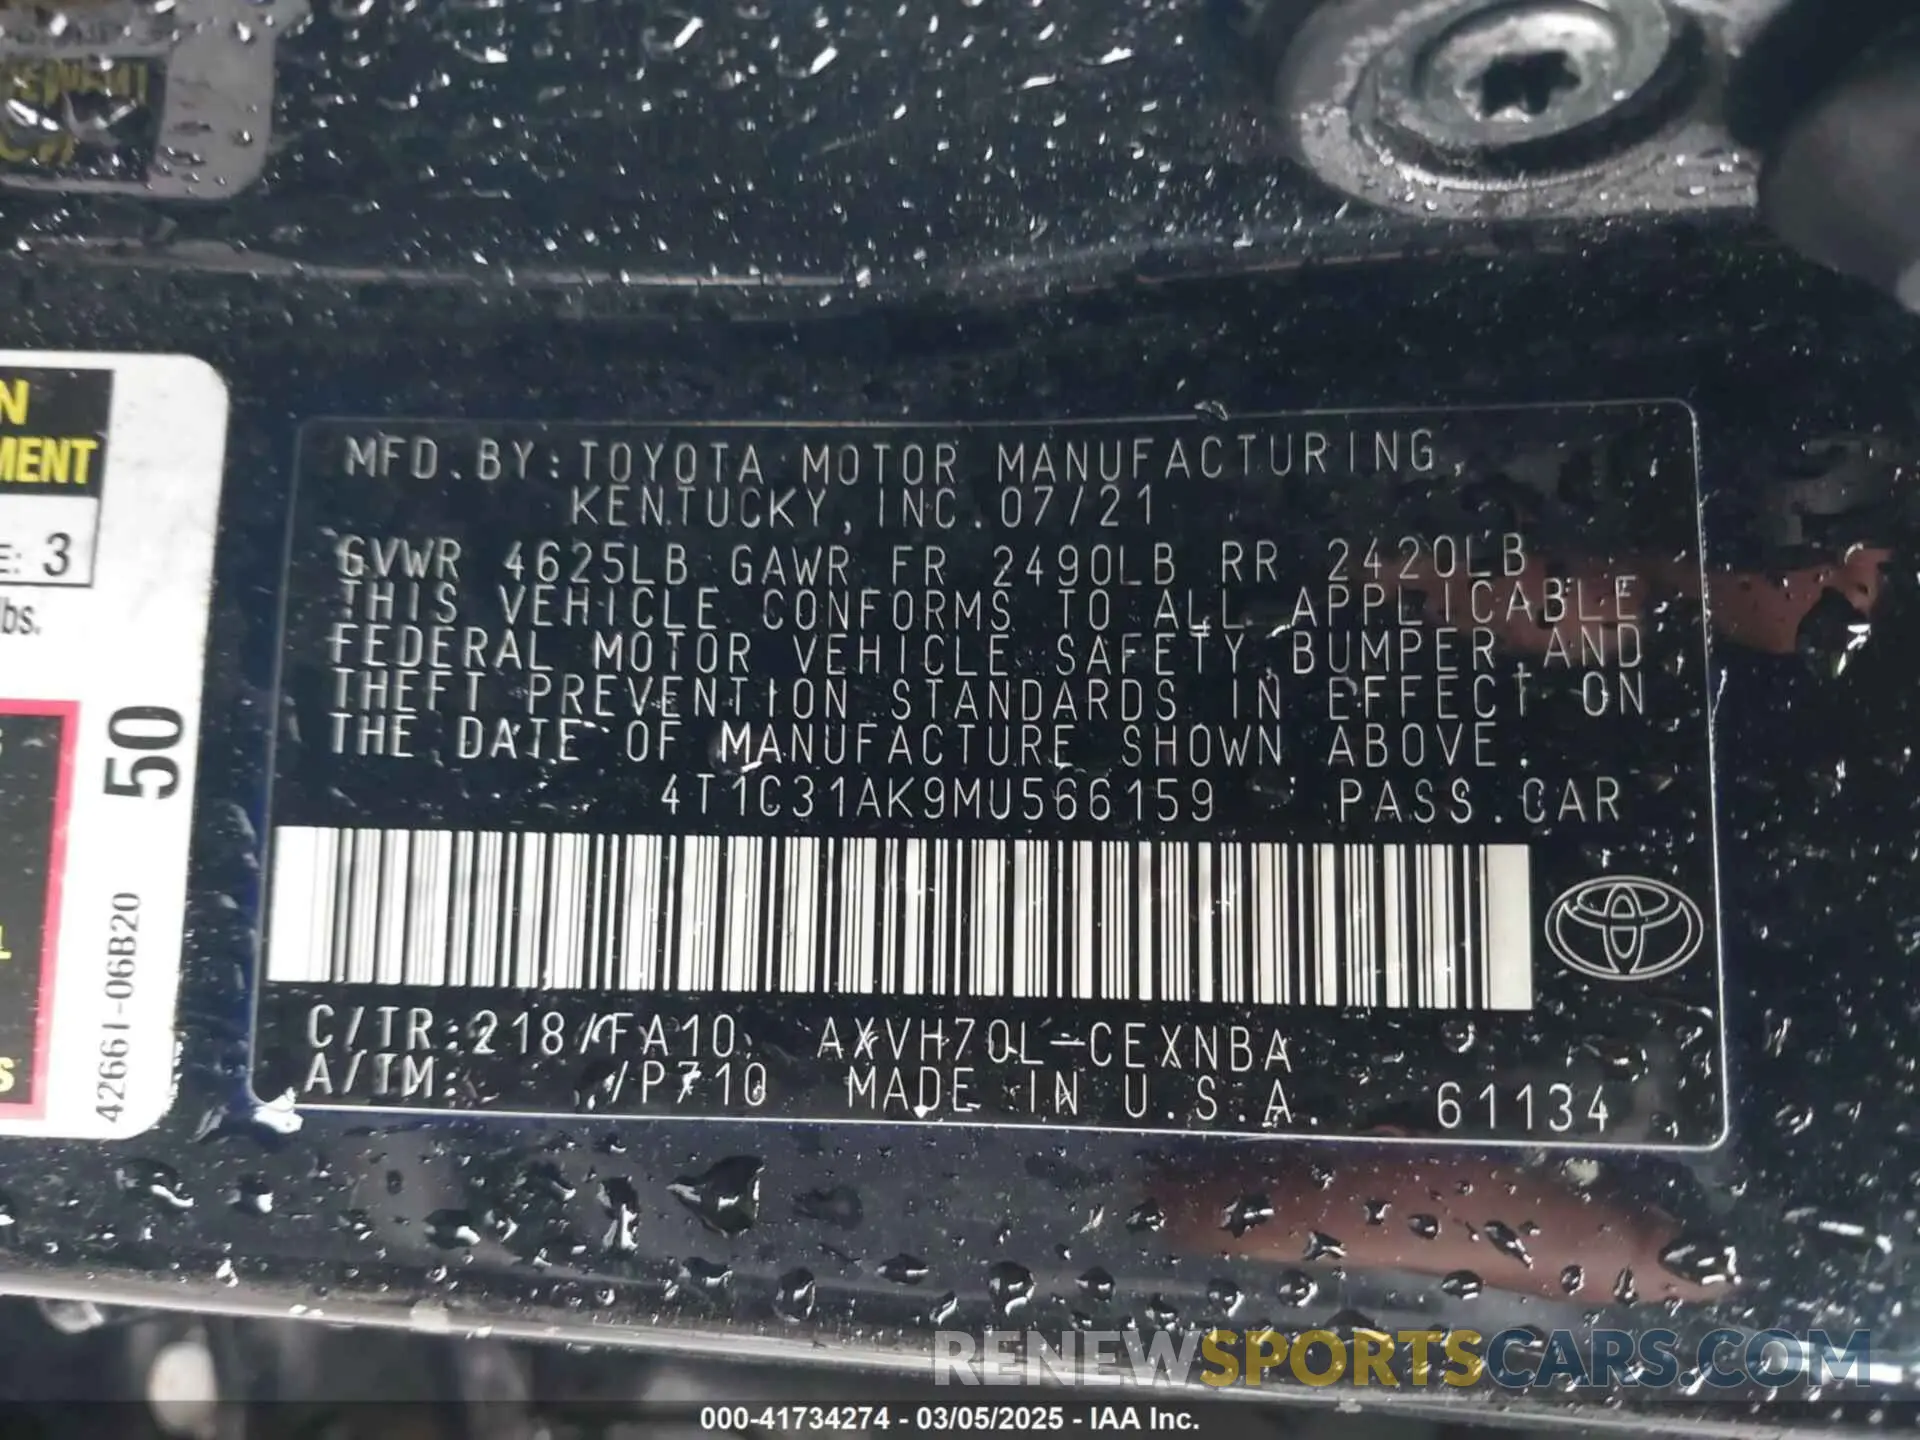 N
MENT
E: 3
lbs.
50
L
S
42661-06B20
MFD.BY:TOYOTA MOTOR MANUFACTURING,
KENTUCKY, INC. 07/21
GVWR 4625LB GAWR FR 2490LB RR 2420LB
THIS VEHICLE CONFORMS TO ALL APPLICABLE
FEDERAL MOTOR VEHICLE SAFETY, BUMPER, AND
THEFT PREVENTION STANDARDS IN EFFECT ON
THE DATE OF MANUFACTURE SHOWN ABOVE.
4T1C31AK9MU566159 PASS.CAR
C/TR:218/FA10 AXVH70L-CEXNBA
A/TM: /P710 MADE IN U.S.A. 61134
RENEWSPORTSCARS.COM
000-41734274 - 03/05/2025 - IAA Inc.